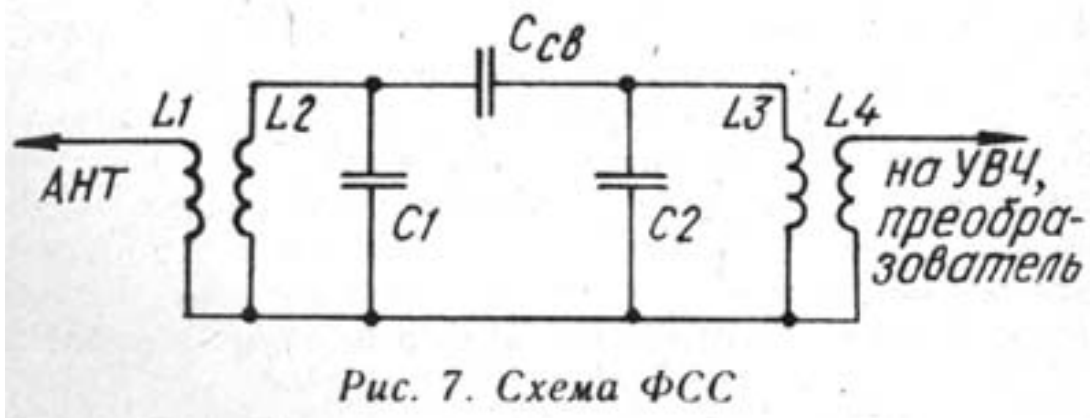 Cсв
L1
L2
L3
L4
АНТ
C1
C2
на УВЧ,
преобра-
зователь
Рис. 7. Схема ФСС